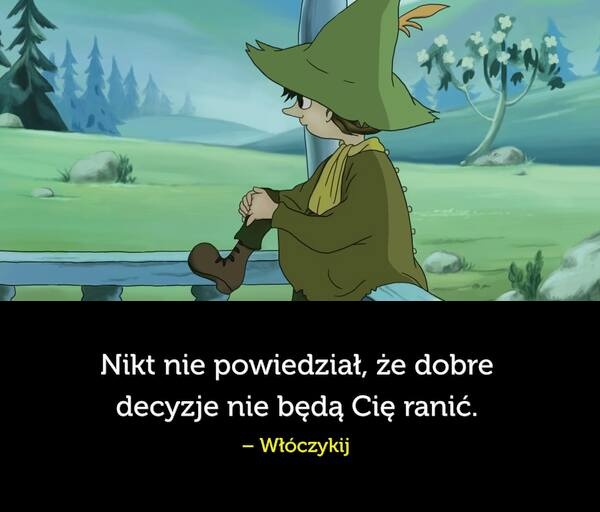 Nikt nie powiedział, że dobre
decyzje nie będą Cię ranić.
– Włóczykij